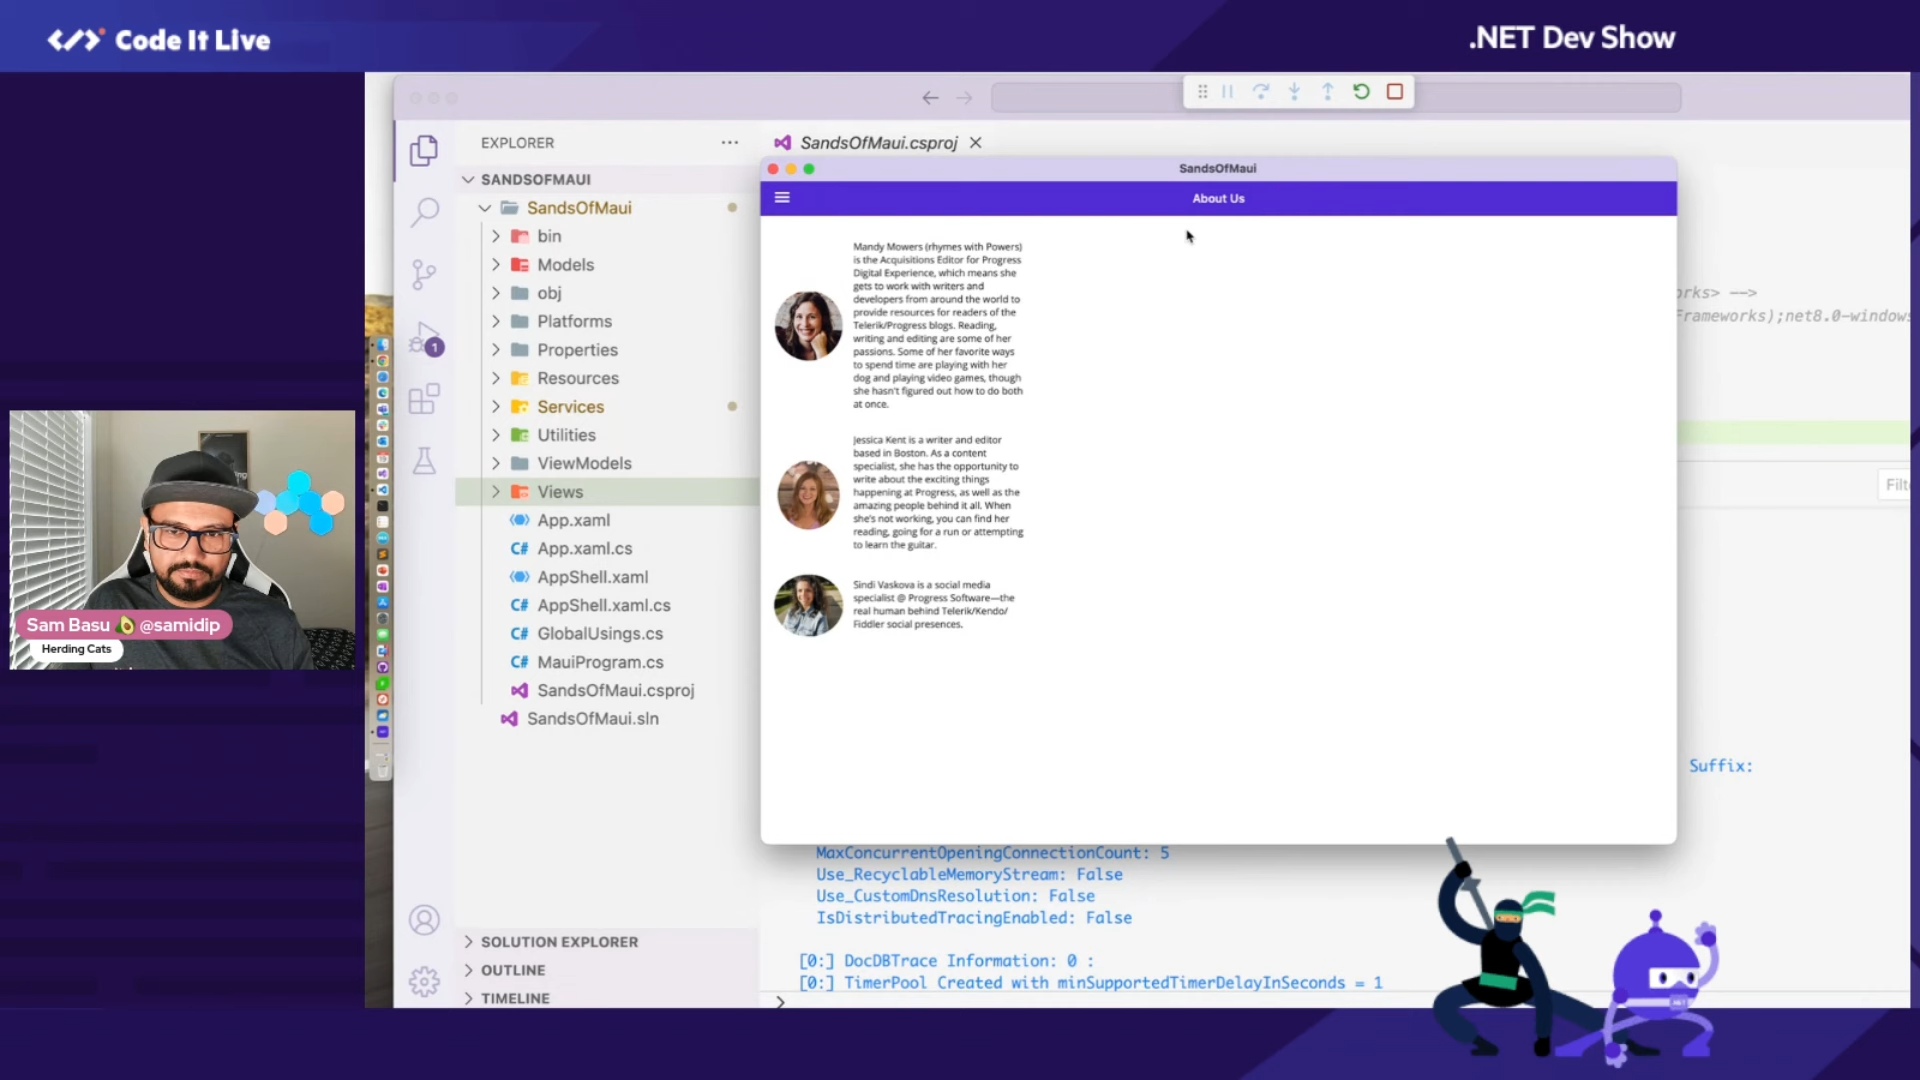 Code It Live
.NET Dev Show
EXPLORER
SandsOfMaui.csproj
SANDSOFMAUI
SandsOfMaui
bin
Models
obj
Platforms
Properties
Resources
Services
Utilities
ViewModels
Views
App.xaml
C# App.xaml.cs
AppShell.xaml
C# AppShell.xaml.cs
C# GlobalUsings.cs
C# MauiProgram.cs
SandsOfMaui.csproj
SandsOfMaui.sln
SOLUTION EXPLORER
OUTLINE
TIMELINE
1
SandsOfMaui
About Us
Mandy Mowers (rhymes with Powers)
is the Acquisitions Editor for Progress
Digital Experience, which means she
gets to work with writers and
developers from around the world to
provide resources for readers of the
Telerik/Progress blogs. Reading,
writing and editing are some of her
passions. Some of her favorite ways
to spend time are playing with her
dog and playing video games, though
she hasn't figured out how to do both
at once.
Jessica Kent is a writer and editor
based in Boston. As a content
specialist, she has the opportunity to
write about the exciting things
happening at Progress, as well as the
amazing people behind it all. When
she's not working, you can find her
reading, going for a run or attempting
to learn the guitar.
Sindi Vaskova is a social media
specialist @ Progress Software—the
real human behind Telerik/Kendo/
Fiddler social presences.
orks> -->
Frameworks);net8.0-windows
Filt
Suffix:
MaxConcurrentOpeningConnectionCount: 5
Use_RecyclableMemoryStream: False
Use_CustomDnsResolution: False
IsDistributedTracingEnabled: False
[0:] DocDBTrace Information: 0 :
[0:] TimerPool Created with minSupportedTimerDelayInSeconds = 1
>
Sam Basu 🥑 @samidip
Herding Cats
.NET